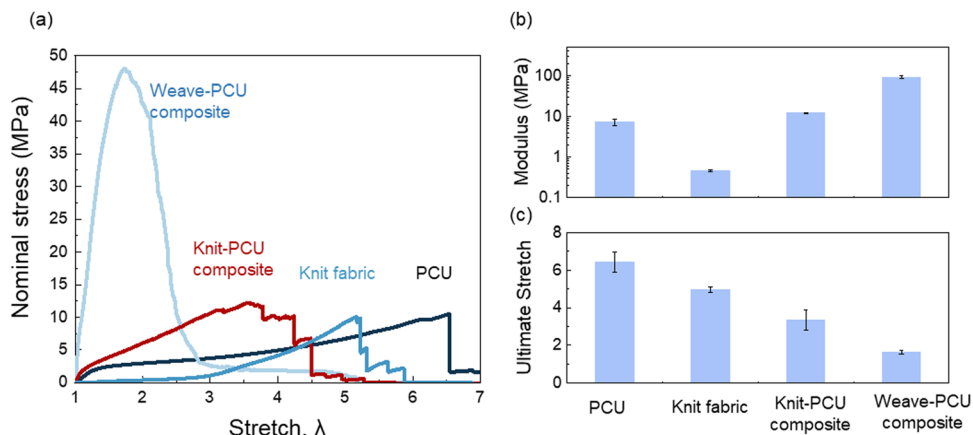 (a)
50
45
40
35
30
25
20
15
10
5
0
Nominal stress (MPa)
Weave-PCU
composite
Knit-PCU
composite
Knit fabric
PCU
1
2
3
4
5
6
7
Stretch, λ
(b)
Modulus (MPa)
100
10
1
0.1
(c)
Ultimate Stretch
8
6
4
2
0
PCU
Knit fabric
Knit-PCU
composite
Weave-PCU
composite